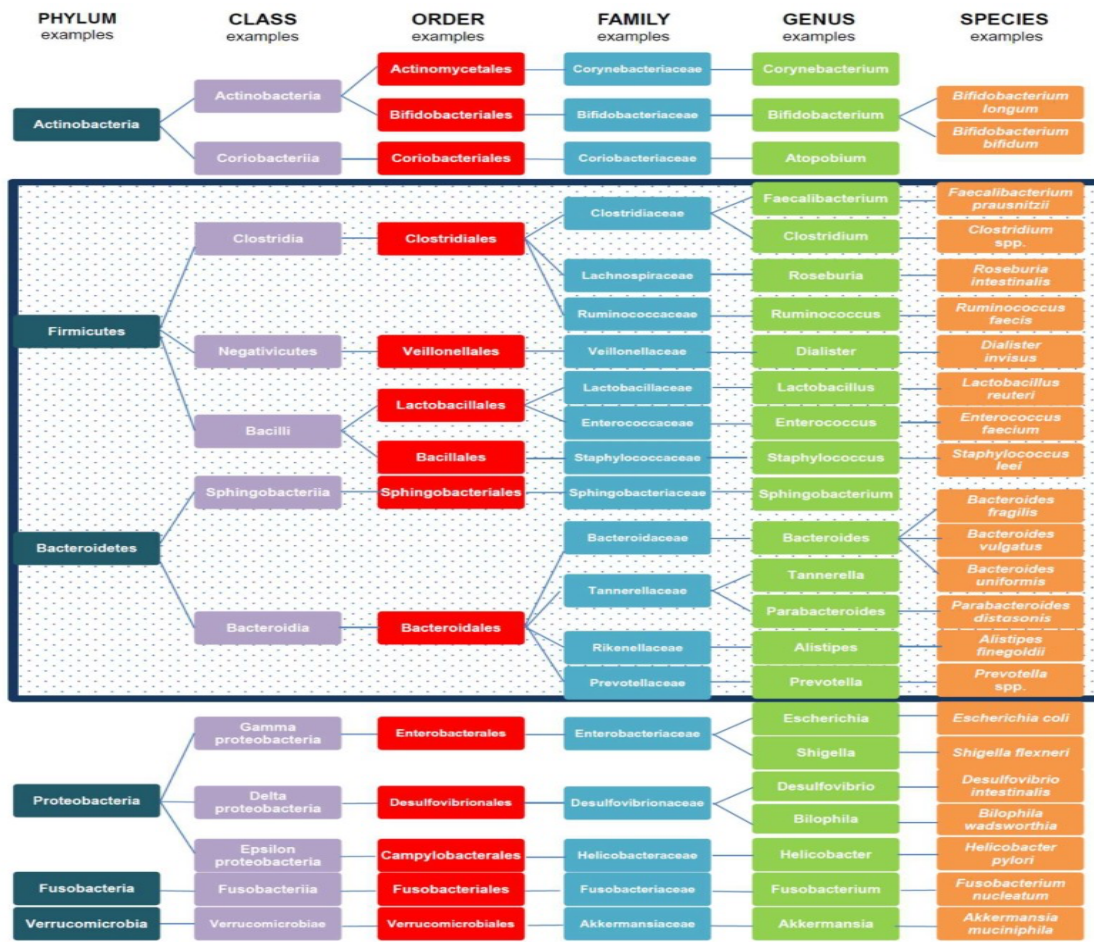 PHYLUM CLASS ORDER FAMILY GENUS SPECIES
examples examples examples examples examples examples
Actinomycetales Corynebacteriaceae Corynebacterium
Actinobacteria
Bifidobacterium
longum
Bifidobacteriales Bifidobacteriaceae Bifidobacterium
Actinobacteria
Bifidobacterium
bifidum
Coriobacteriia Coriobacteriales Coriobacteriaceae Atopobium
Faecalibacterium
Faecalibacterium
prausnitzii
Clostridiaceae
Clostridia Clostridiales Clostridium
Clostridium
spp.
Lachnospiraceae Roseburia
Roseburia
intestinalis
Ruminococcaceae Ruminococcus
Ruminococcus
faecis
Firmicutes
Negativicutes Veillonellales Veillonellaceae Dialister
Dialister
invisus
Lactobacillaceae Lactobacillus
Lactobacillus
reuteri
Lactobacillales
Enterococcaceae Enterococcus
Enterococcus
faecium
Bacilli
Bacillales Staphylococcaceae Staphylococcus
Staphylococcus
leei
Sphingobacteriia Sphingobacteriales Sphingobacteriaceae Sphingobacterium
Bacteroides
fragilis
Bacteroidetes
Bacteroidaceae Bacteroides
Bacteroides
vulgatus
Bacteroides
uniformis
Tannerella
Tannerellaceae
Parabacteroides
Parabacteroides
distasonis
Bacteroidia Bacteroidales
Rikenellaceae Alistipes
Alistipes
finegoldii
Prevotellaceae Prevotella
Prevotella
spp.
Gamma
proteobacteria
Enterobacterales Enterobacteriaceae
Escherichia Escherichia coli
Shigella Shigella flexneri
Proteobacteria
Delta
proteobacteria
Desulfovibrionales Desulfovibrionaceae
Desulfovibrio
Desulfovibrio
intestinalis
Bilophila
Bilophila
wadsworthia
Epsilon
proteobacteria
Campylobacterales Helicobacteraceae Helicobacter
Helicobacter
pylori
Fusobacteria Fusobacteriia Fusobacteriales Fusobacteriaceae Fusobacterium
Fusobacterium
nucleatum
Verrucomicrobia Verrucomicrobiae Verrucomicrobiales Akkermansiaceae Akkermansia
Akkermansia
muciniphila